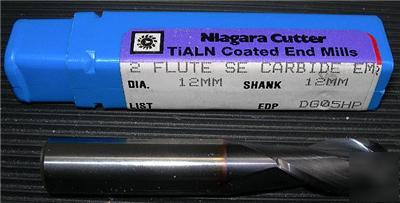 Niagara Cutter
TiALN Coated End Mills
2 FLUTE SE CARBIDE EM
DIA. 12MM SHANK 12MM
LIST EDP DG05HP